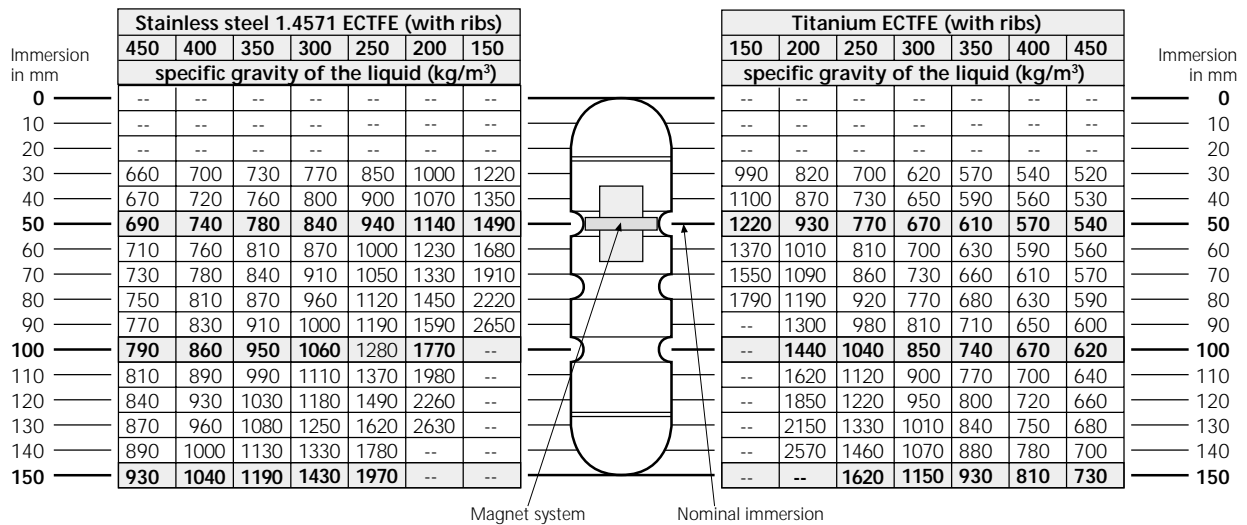 Stainless steel 1.4571 ECTFE (with ribs) Titanium ECTFE (with ribs)
Immersion in mm 450 400 350 300 250 200 150 150 200 250 300 350 400 450 Immersion in mm
specific gravity of the liquid (kg/m³) specific gravity of the liquid (kg/m³)
0 -- -- -- -- -- -- -- -- -- -- -- -- -- -- 0
10 -- -- -- -- -- -- -- -- -- -- -- -- -- -- 10
20 -- -- -- -- -- -- -- -- -- -- -- -- -- -- 20
30 660 700 730 770 850 1000 1220 990 820 700 620 570 540 520 30
40 670 720 760 800 900 1070 1350 1100 870 730 650 590 560 530 40
50 690 740 780 840 940 1140 1490 1220 930 770 670 610 570 540 50
60 710 760 810 870 1000 1230 1680 1370 1010 810 700 630 590 560 60
70 730 780 840 910 1050 1330 1910 1550 1090 860 730 660 610 570 70
80 750 810 870 960 1120 1450 2220 1790 1190 920 770 680 630 590 80
90 770 830 910 1000 1190 1590 2650 -- 1300 980 810 710 650 600 90
100 790 860 950 1060 1280 1770 -- -- 1440 1040 850 740 670 620 100
110 810 890 990 1110 1370 1980 -- -- 1620 1120 900 770 700 640 110
120 840 930 1030 1180 1490 2260 -- -- 1850 1220 950 800 720 660 120
130 870 960 1080 1250 1620 2630 -- -- 2150 1330 1010 840 750 680 130
140 890 1000 1130 1330 1780 -- -- -- 2570 1460 1070 880 780 700 140
150 930 1040 1190 1430 1970 -- -- -- -- 1620 1150 930 810 730 150
Magnet system Nominal immersion